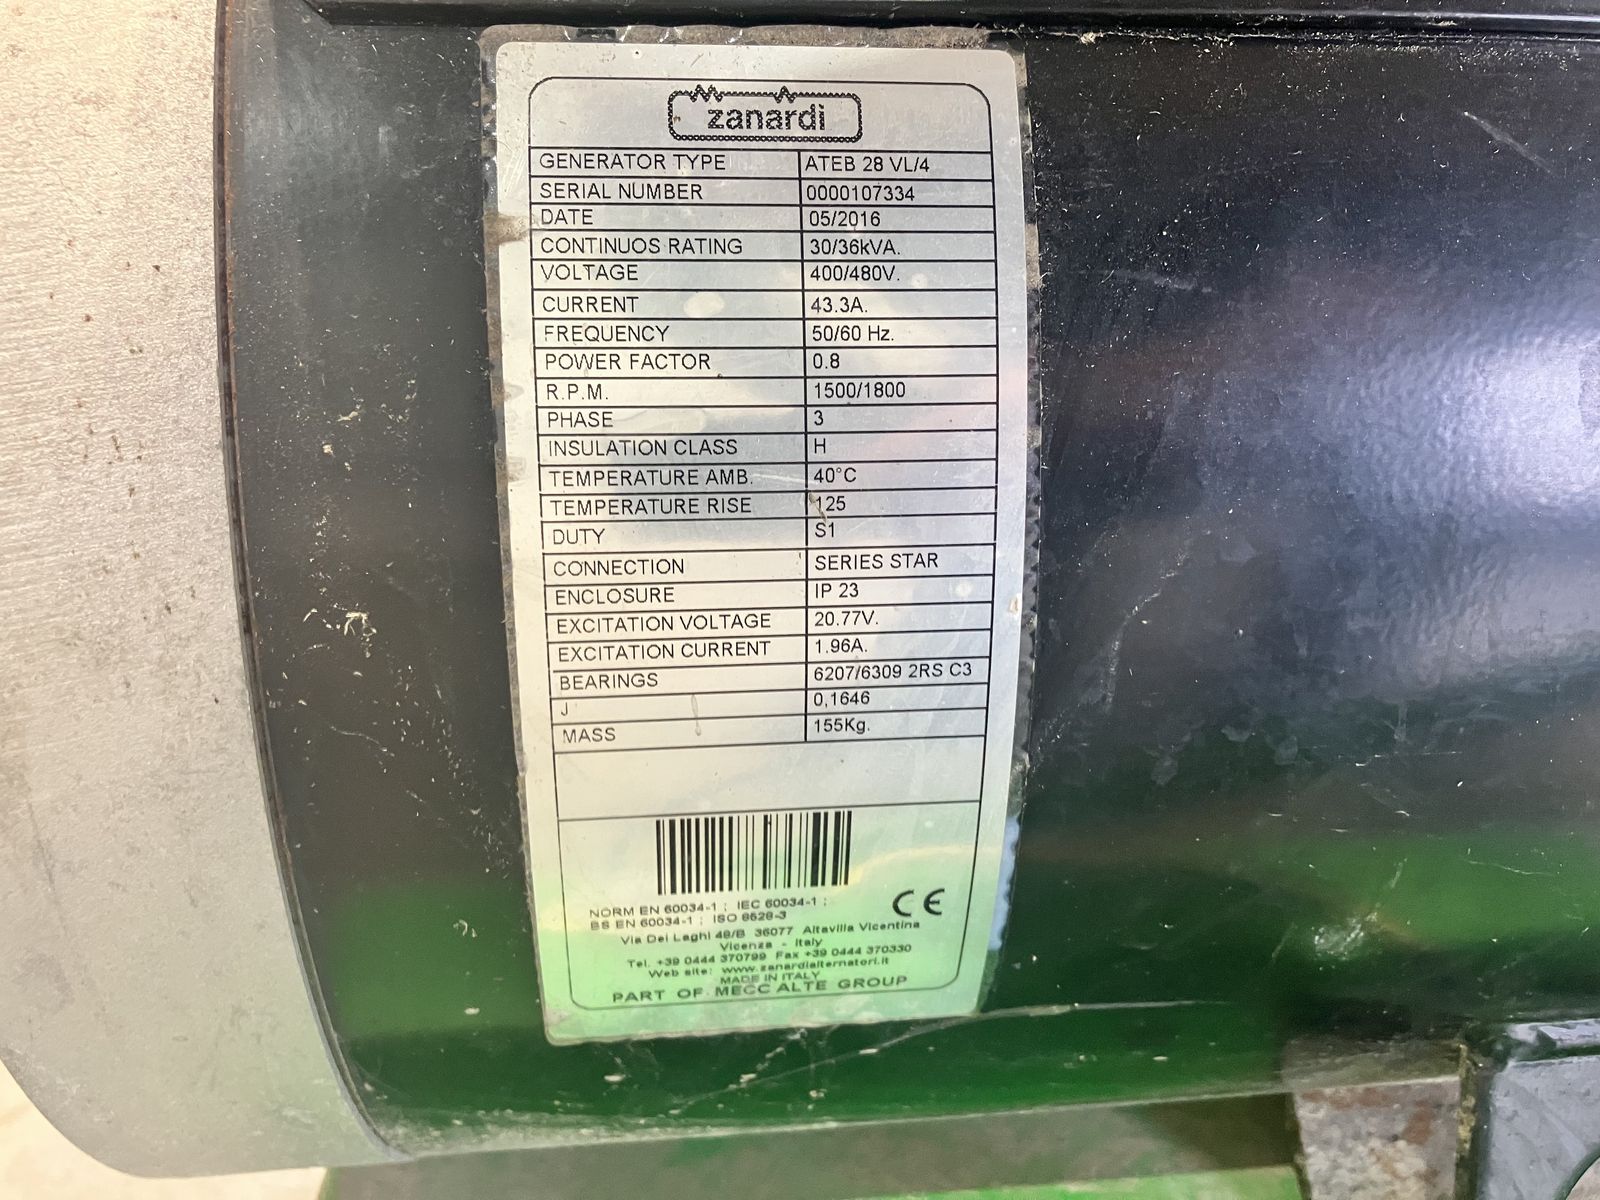 zanardi
GENERATOR TYPE ATEB 28 VL/4
SERIAL NUMBER 0000107334
DATE 05/2016
CONTINUOS RATING 30/36kVA.
VOLTAGE 400/480V.
CURRENT 43.3A.
FREQUENCY 50/60 Hz.
POWER FACTOR 0.8
R.P.M. 1500/1800
PHASE 3
INSULATION CLASS H
TEMPERATURE AMB. 40°C
TEMPERATURE RISE 125
DUTY S1
CONNECTION SERIES STAR
ENCLOSURE IP 23
EXCITATION VOLTAGE 20.77V.
EXCITATION CURRENT 1.96A.
BEARINGS 6207/6309 2RS C3
J 0,1646
MASS 155Kg.
CE
NORM EN 60034-1 ; IEC 60034-1 ;
BS EN 60034-1 ; ISO 8528-3
Via Dei Laghi 48/B 36077 Altavilla Vicentina
Vicenza - Italy
Tel. +39 0444 370799 Fax +39 0444 370330
Web site: www.zanardialternatori.it
MADE IN ITALY
PART OF MECC ALTE GROUP